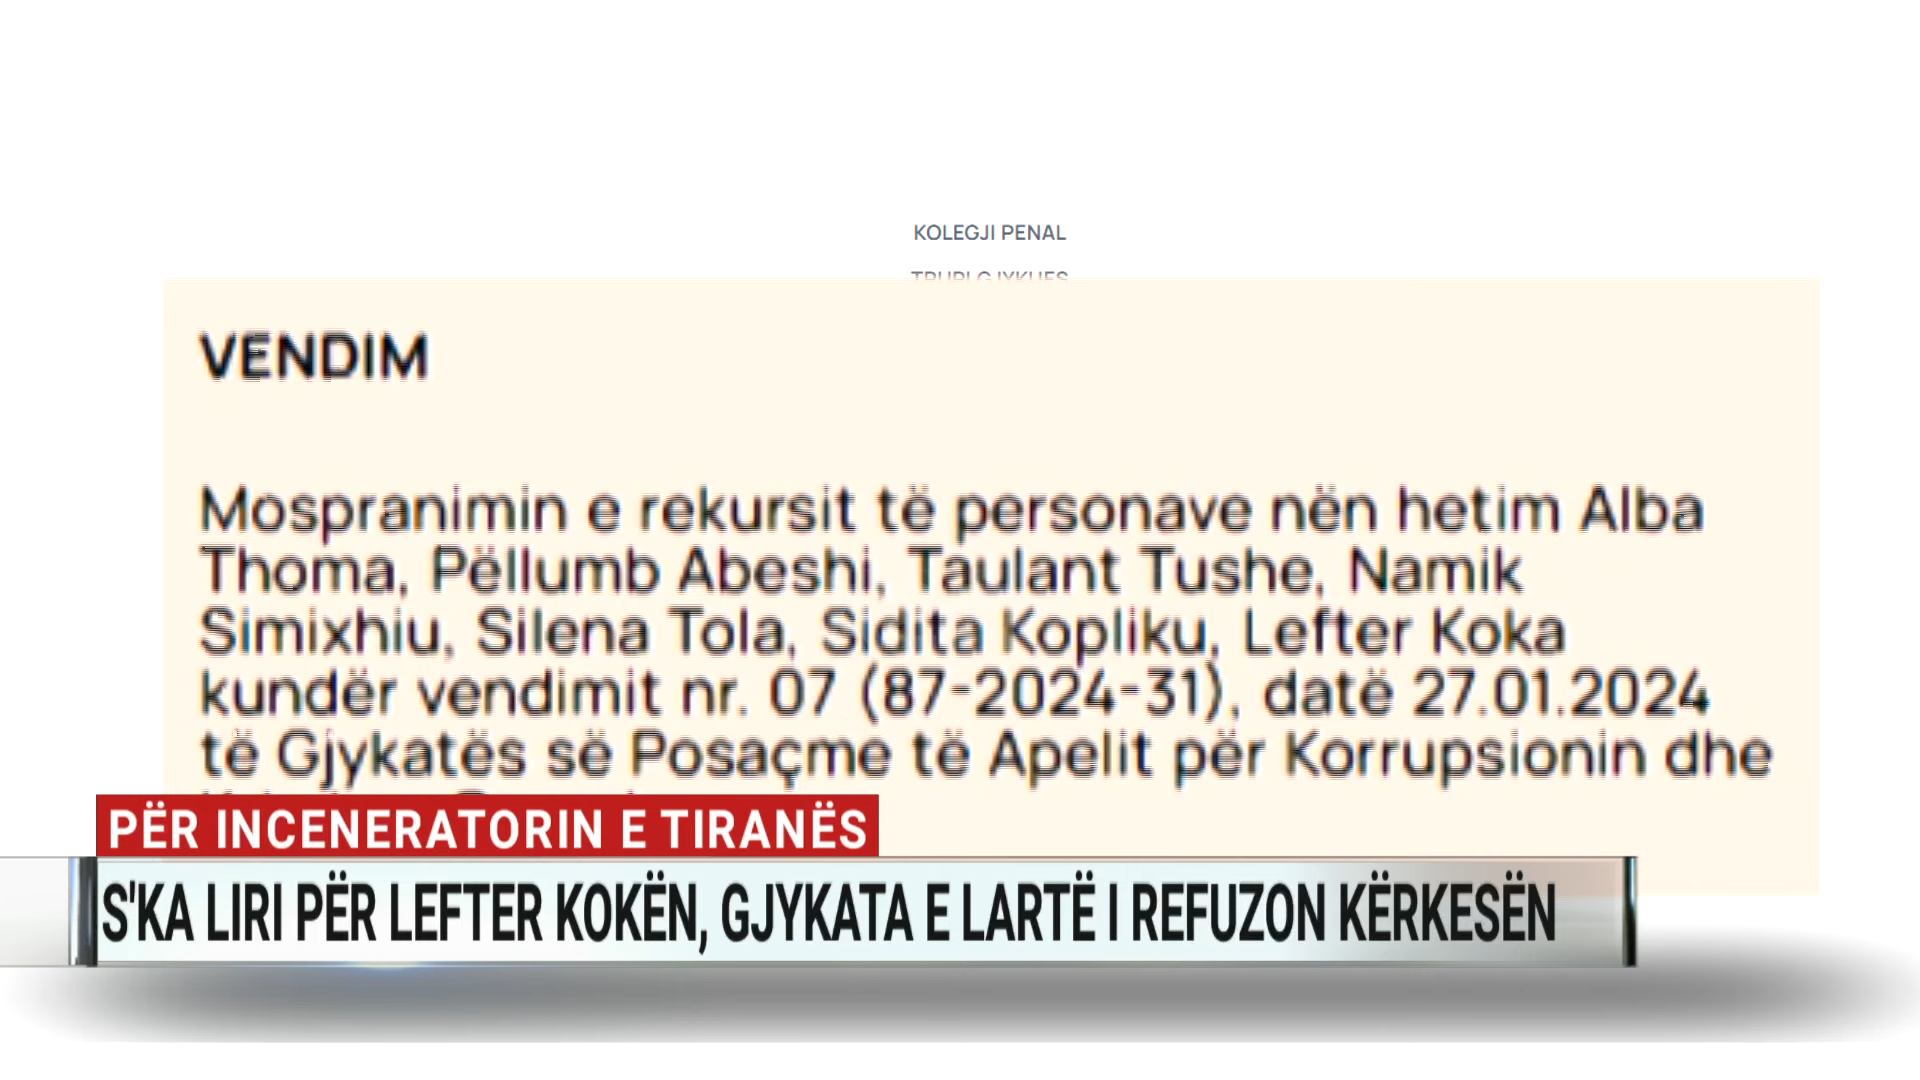 KOLEGJI PENAL
TRUPI GJYKUES
VENDIM
Mospranimin e rekursit të personave nën hetim Alba
Thoma, Pëllumb Abeshi, Taulant Tushe, Namik
Simixhiu, Silena Tola, Sidita Kopliku, Lefter Koka
kundër vendimit nr. 07 (87-2024-31), datë 27.01.2024
të Gjykatës së Posaçme të Apelit për Korrupsionin dhe
PËR INCENERATORIN E TIRANËS
S'KA LIRI PËR LEFTER KOKËN, GJYKATA E LARTË I REFUZON KËRKESËN